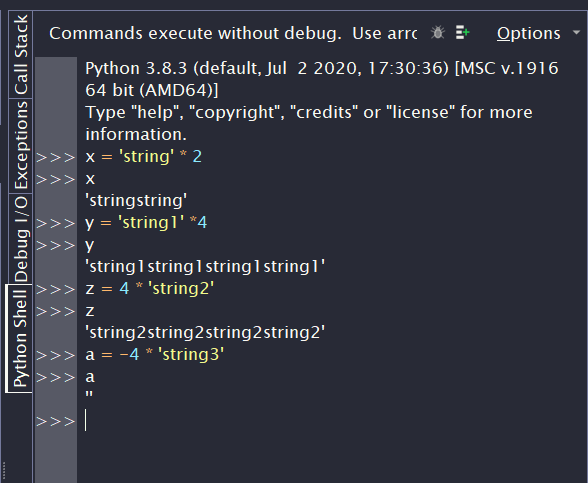 Commands execute without debug.  Use arrc
Options
Call Stack
Exceptions
Debug I/O
Python Shell
Python 3.8.3 (default, Jul  2 2020, 17:30:36) [MSC v.1916
64 bit (AMD64)]
Type "help", "copyright", "credits" or "license" for more
information.
>>> x = 'string' * 2
>>> x
'stringstring'
>>> y = 'string1' *4
>>> y
'string1string1string1string1'
>>> z = 4 * 'string2'
>>> z
'string2string2string2string2'
>>> a = -4 * 'string3'
>>> a
''
>>>